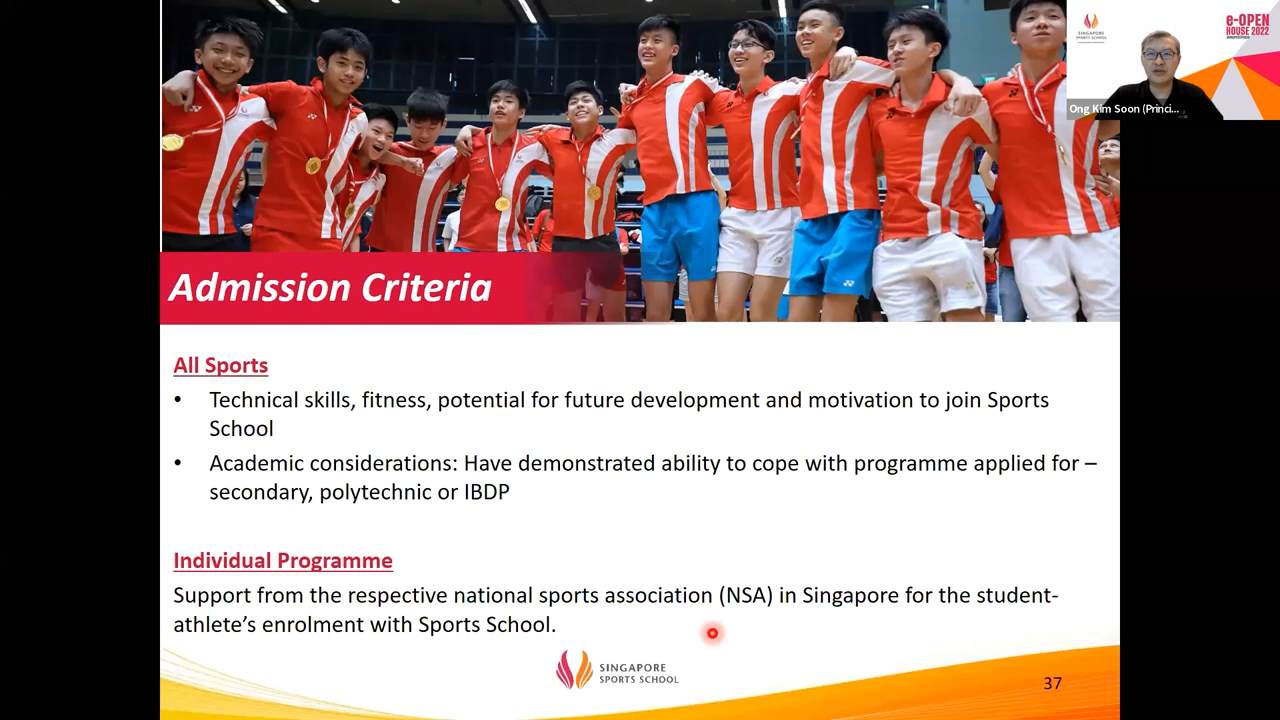 SINGAPORE
SPORTS SCHOOL
e-OPEN
HOUSE 2022
Ong Kim Soon (Princi...
Admission Criteria
All Sports
• Technical skills, fitness, potential for future development and motivation to join Sports
School
• Academic considerations: Have demonstrated ability to cope with programme applied for –
secondary, polytechnic or IBDP
Individual Programme
Support from the respective national sports association (NSA) in Singapore for the student-
athlete’s enrolment with Sports School.
SINGAPORE
SPORTS SCHOOL
37